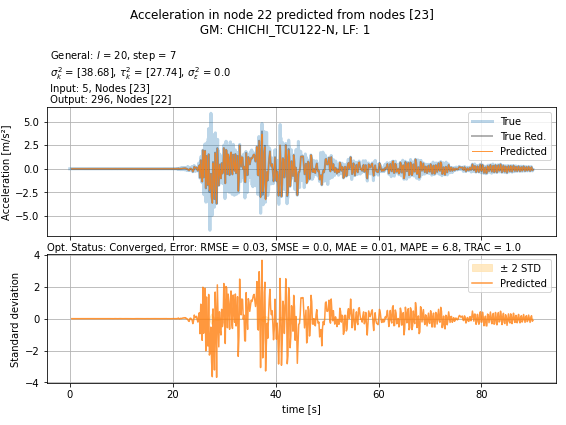 Acceleration in node 22 predicted from nodes [23]
GM: CHICHI_TCU122-N, LF: 1
General: l = 20, step = 7
σ²ₖ = [38.68], τ²ₖ = [27.74], σ²ε = 0.0
Input: 5, Nodes [23]
Output: 296, Nodes [22]
Acceleration [m/s²]
5.0
2.5
0.0
−2.5
−5.0
True
True Red.
Predicted
Opt. Status: Converged, Error: RMSE = 0.03, SMSE = 0.0, MAE = 0.01, MAPE = 6.8, TRAC = 1.0
Standard deviation
4
2
0
−2
−4
± 2 STD
Predicted
0 20 40 60 80
time [s]